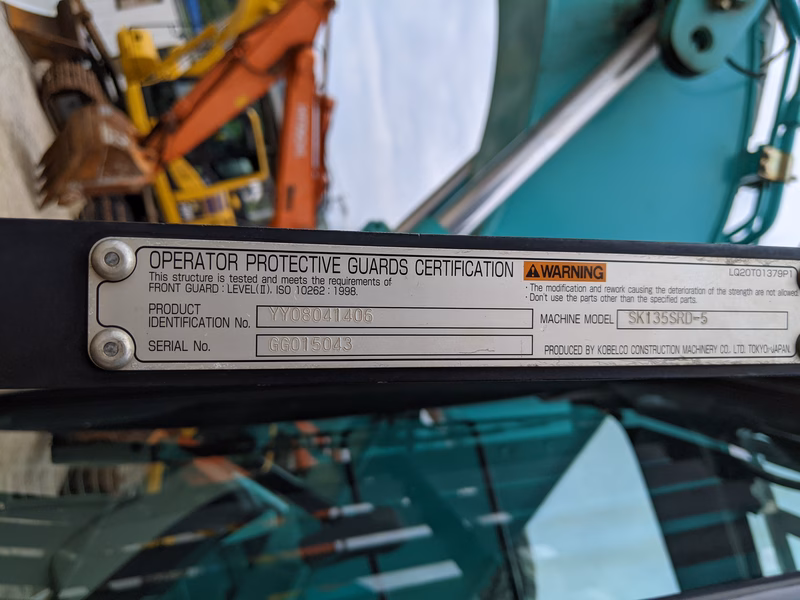 OPERATOR PROTECTIVE GUARDS CERTIFICATION
This structure is tested and meets the requirements of
FRONT GUARD : LEVEL(Ⅱ). ISO 10262 : 1998.
PRODUCT
IDENTIFICATION No. YY08041406
SERIAL No. GG015043
WARNING
LQ20T01379P1
· The modification and rework causing the deterioration of the strength are not allowed.
· Don't use the parts other than the specified parts.
MACHINE MODEL SK135SRD-5
PRODUCED BY KOBELCO CONSTRUCTION MACHINERY CO., LTD. TOKYO-JAPAN.